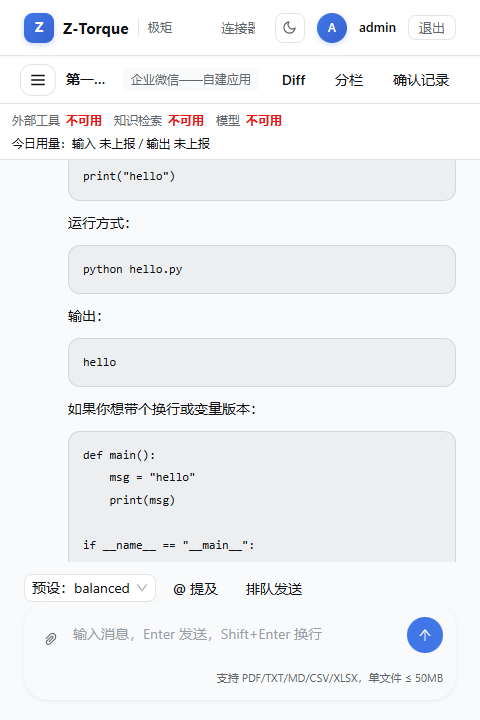 Z Z-Torque 极矩 连接器 A admin 退出
第一... 企业微信——自建应用 Diff 分栏 确认记录
外部工具 不可用 知识检索 不可用 模型 不可用
今日用量：输入 未上报 / 输出 未上报
print("hello")
运行方式：
python hello.py
输出：
hello
如果你想带个换行或变量版本：
def main():
    msg = "hello"
    print(msg)
if __name__ == "__main__":
预设：balanced @ 提及 排队发送
输入消息，Enter 发送，Shift+Enter 换行
支持 PDF/TXT/MD/CSV/XLSX，单文件 ≤ 50MB